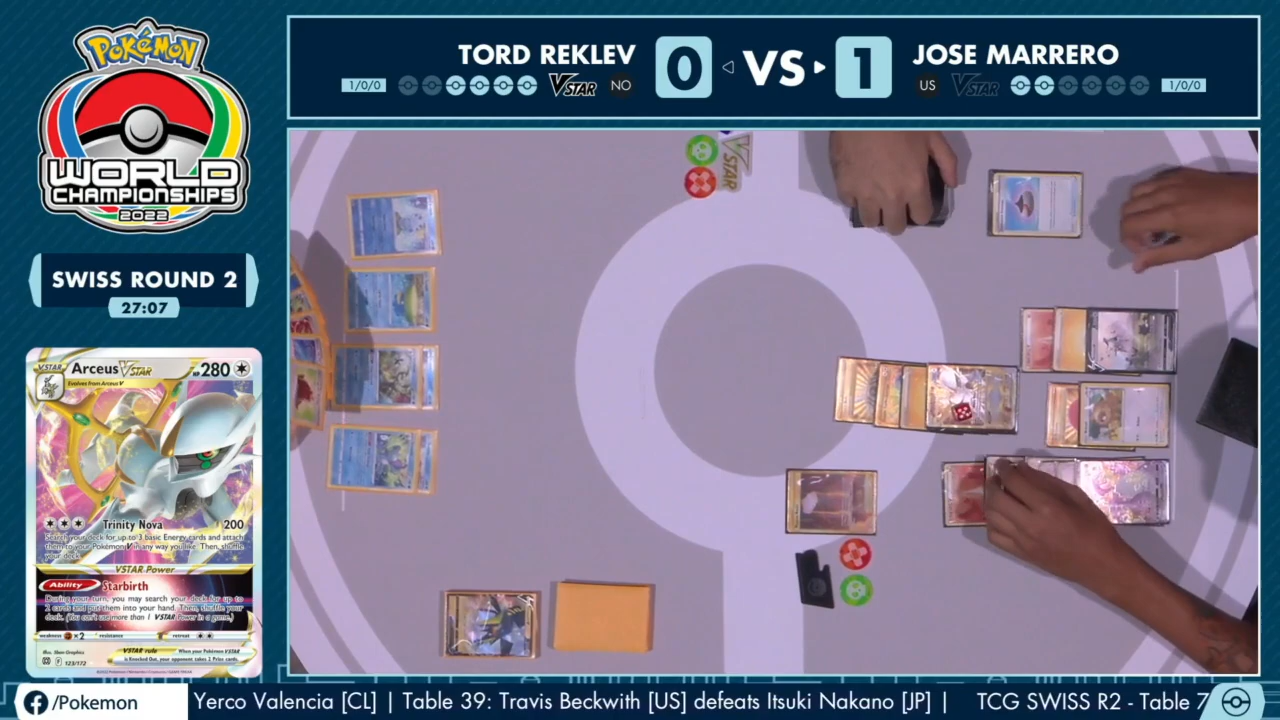 POKéMON
WORLD
CHAMPIONSHIPS
2022
SWISS ROUND 2
27:07
TORD REKLEV
0
VS
1
JOSE MARRERO
1/0/0
VSTAR
NO
US
VSTAR
1/0/0
VSTAR
VSTAR Arceus VSTAR 280
Evolves from Arceus V
Trinity Nova 200
Search your deck for up to 3 basic Energy cards and attach
them to your Pokémon V in any way you like. Then, shuffle
your deck.
VSTAR Power
Ability Starbirth
During your turn, you may search your deck for up to
2 cards and put them into your hand. Then, shuffle your
deck. (You can't use more than 1 VSTAR Power in a game.)
weakness ×2 resistance retreat
VSTAR rule When your Pokémon VSTAR
is Knocked Out, your opponent takes 2 Prize cards.
123/172
/Pokemon
Yerco Valencia [CL] | Table 39: Travis Beckwith [US] defeats Itsuki Nakano [JP] |
TCG SWISS R2 - Table 7